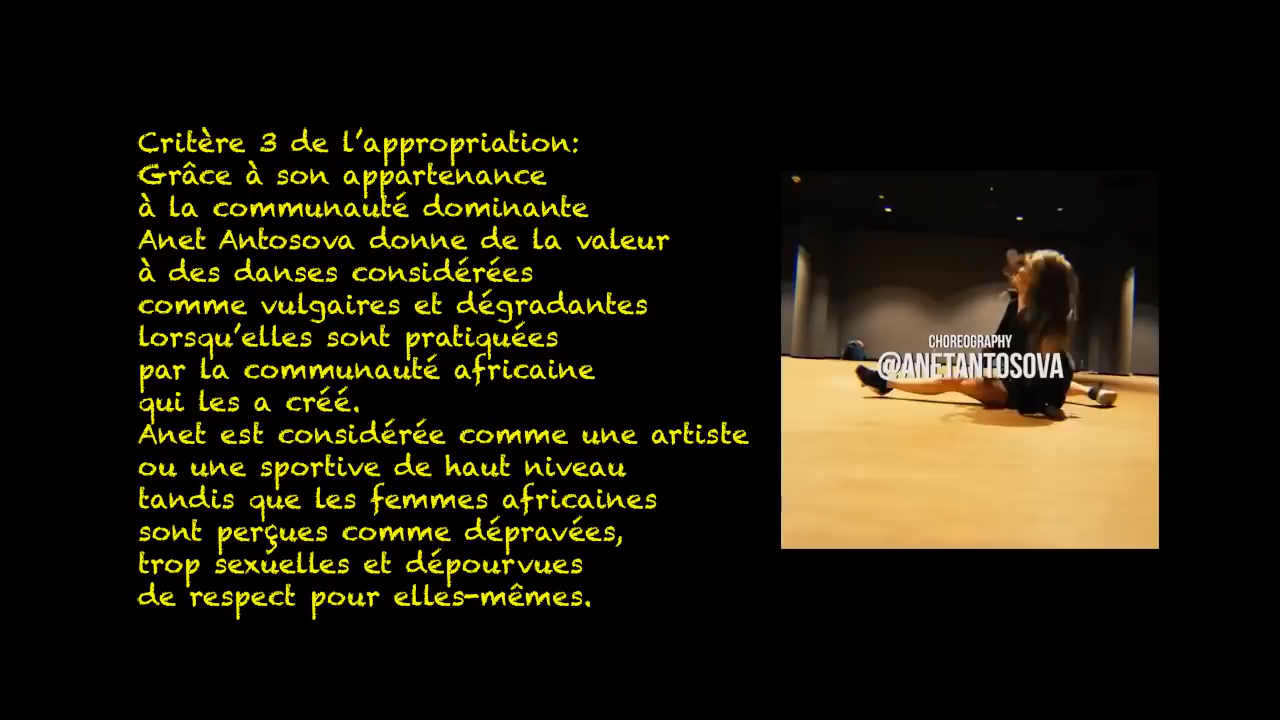 Critère 3 de l’appropriation:
Grâce à son appartenance
à la communauté dominante
Anet Antosova donne de la valeur
à des danses considérées
comme vulgaires et dégradantes
lorsqu’elles sont pratiquées
par la communauté africaine
qui les a créé.
Anet est considérée comme une artiste
ou une sportive de haut niveau
tandis que les femmes africaines
sont perçues comme dépravées,
trop sexuelles et dépourvues
de respect pour elles-mêmes.
CHOREOGRAPHY
@ANETANTOSOVA